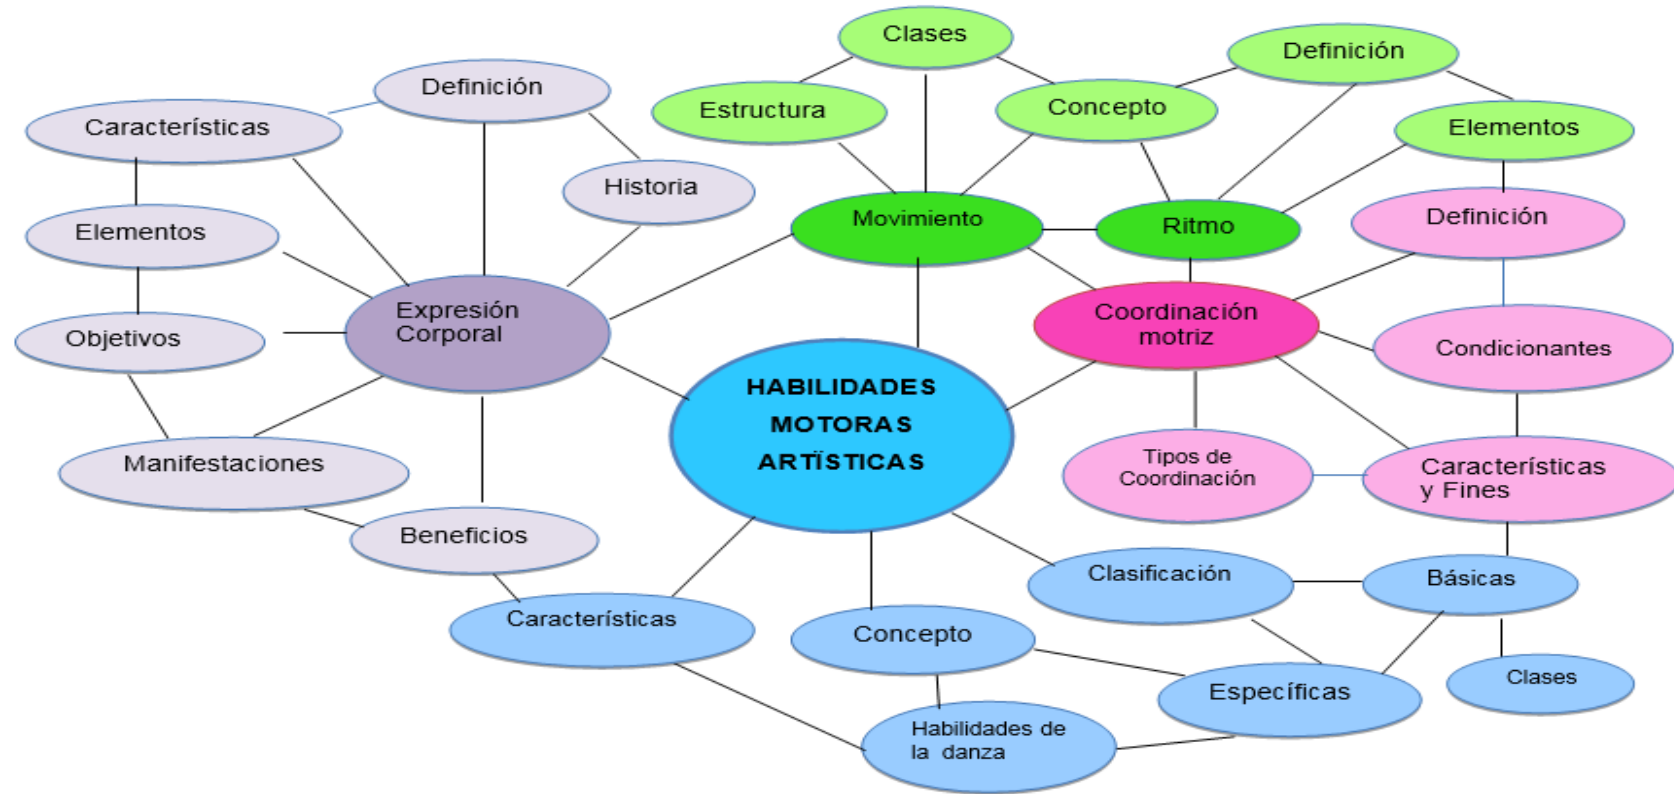 Clases
Definición
Definición
Estructura
Concepto
Características
Elementos
Historia
Movimiento
Ritmo
Definición
Elementos
Expresión
Corporal
Coordinación
motriz
Objetivos
Condicionantes
HABILIDADES
MOTORAS
ARTÏSTICAS
Manifestaciones
Tipos de
Coordinación
Características
y Fines
Beneficios
Clasificación
Básicas
Características
Concepto
Específicas
Clases
Habilidades de
la danza